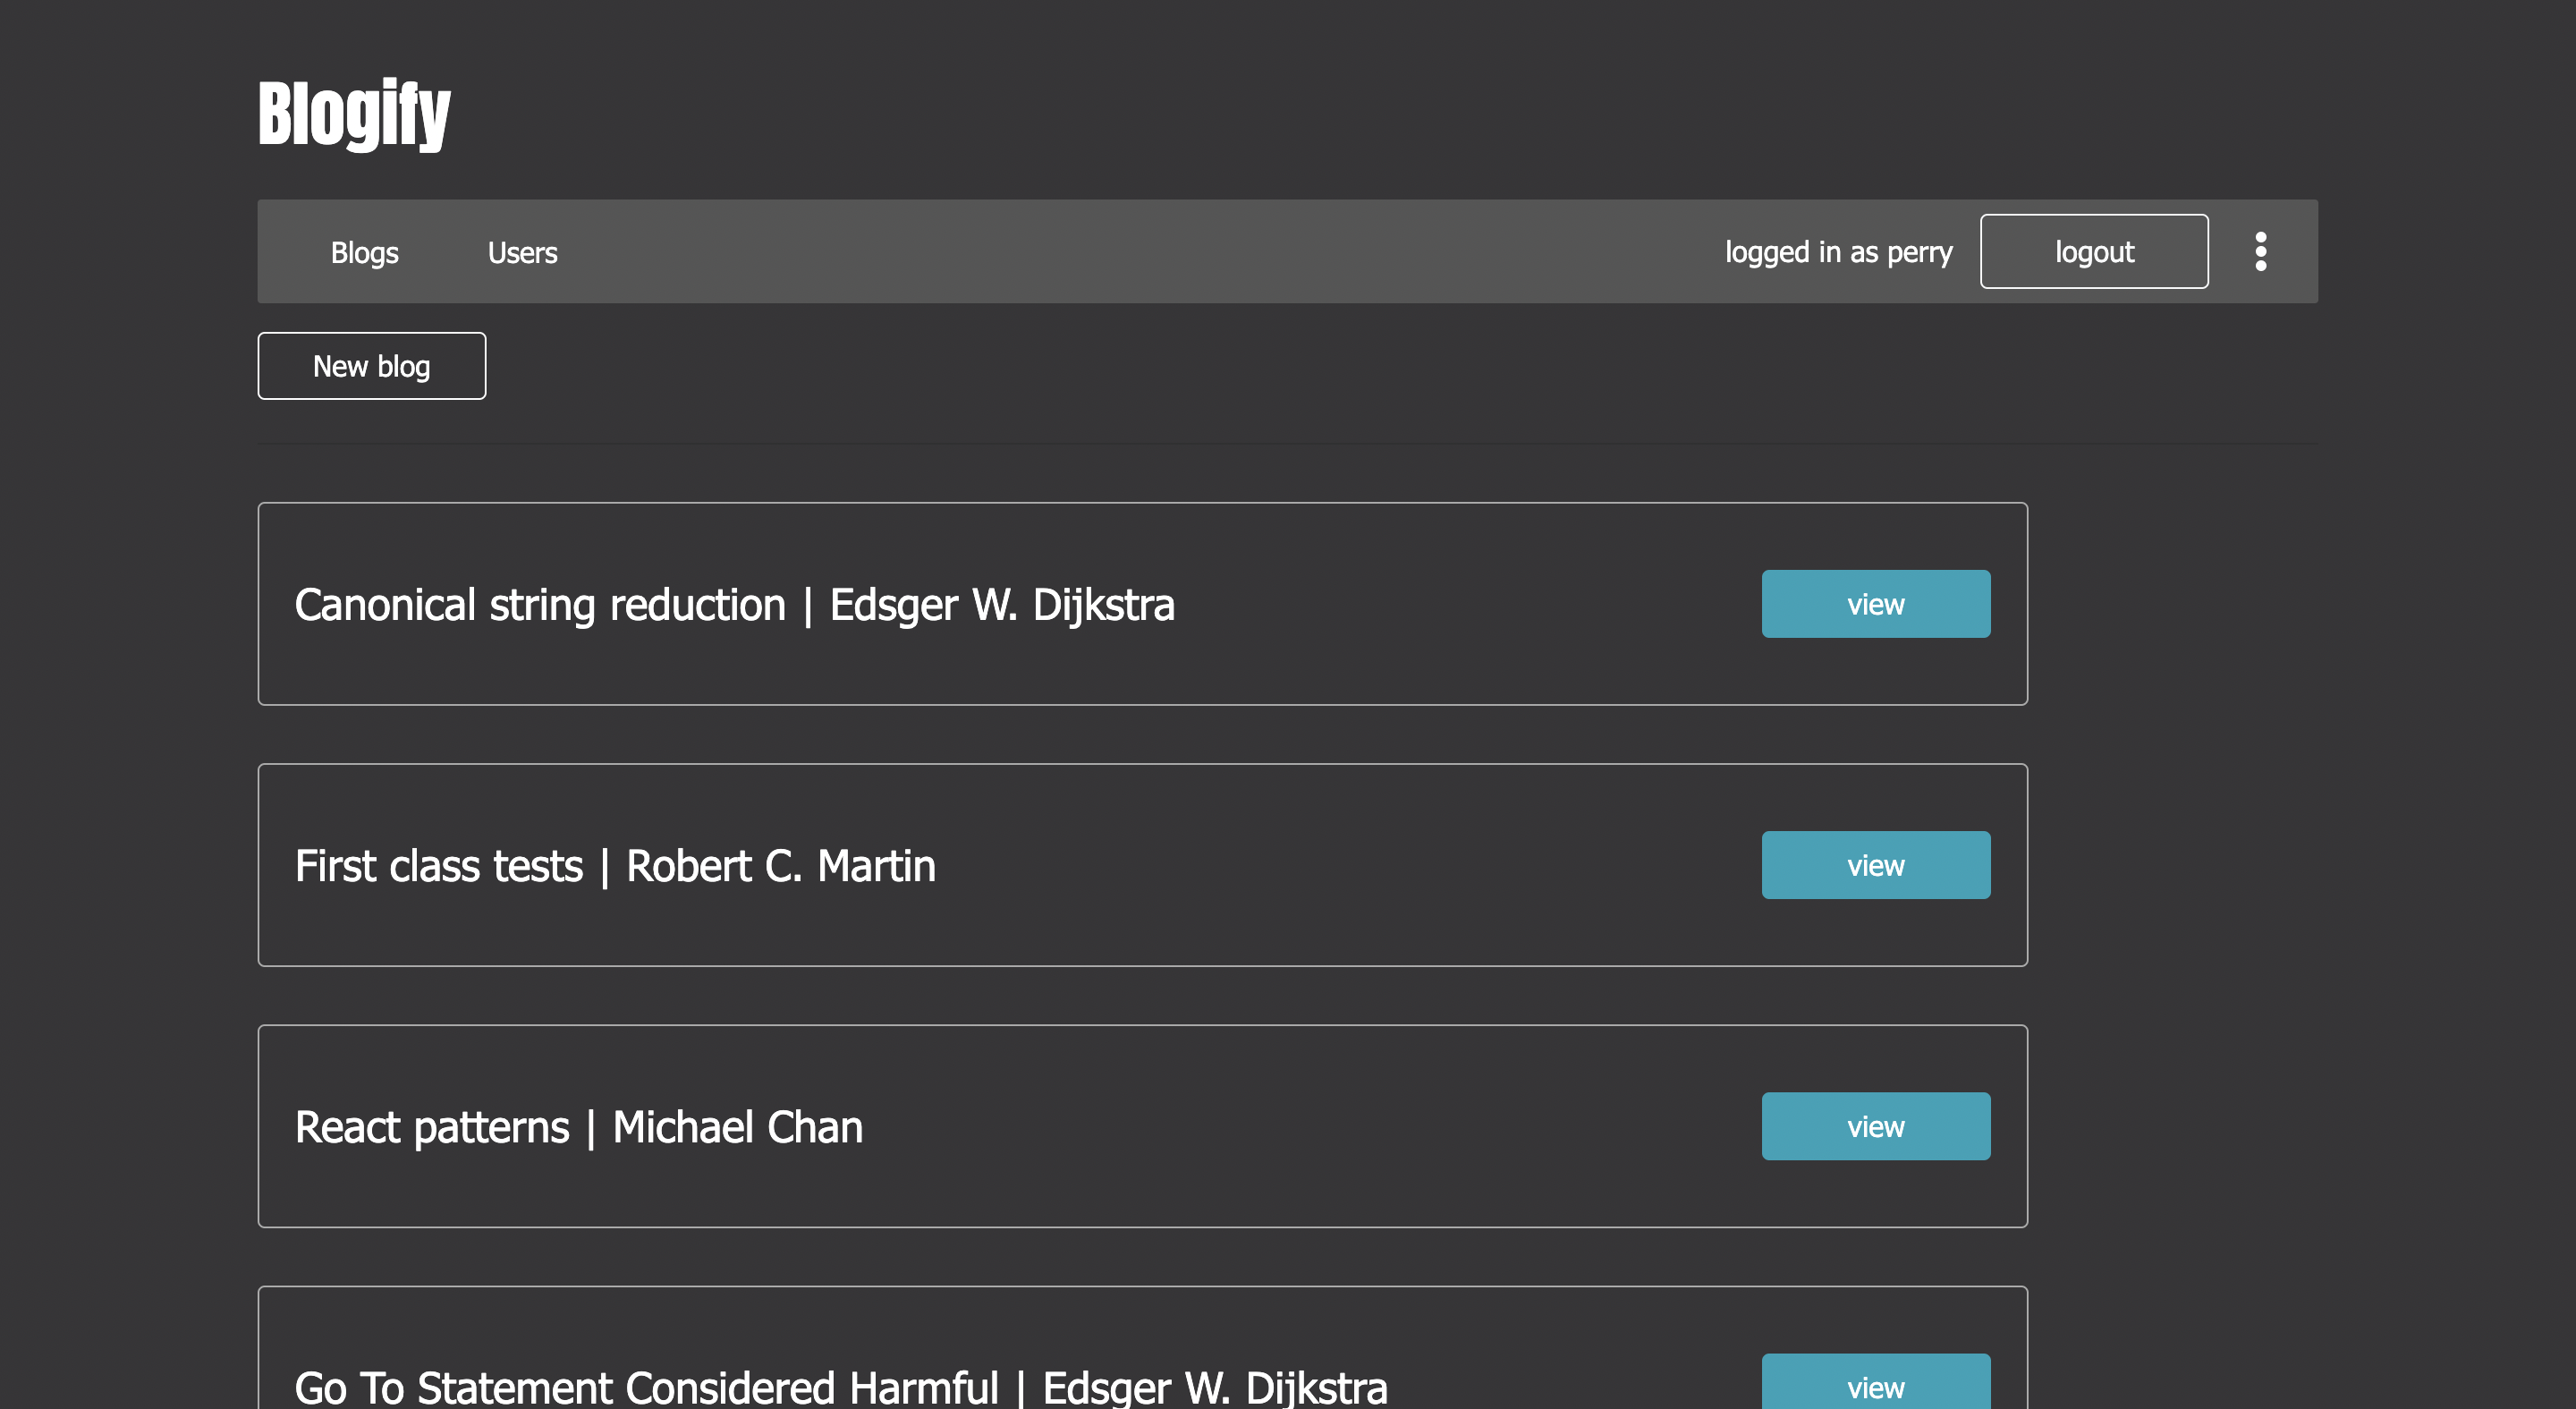 Blogify
Blogs Users logged in as perry logout
New blog
Canonical string reduction | Edsger W. Dijkstra view
First class tests | Robert C. Martin view
React patterns | Michael Chan view
Go To Statement Considered Harmful | Edsger W. Dijkstra view